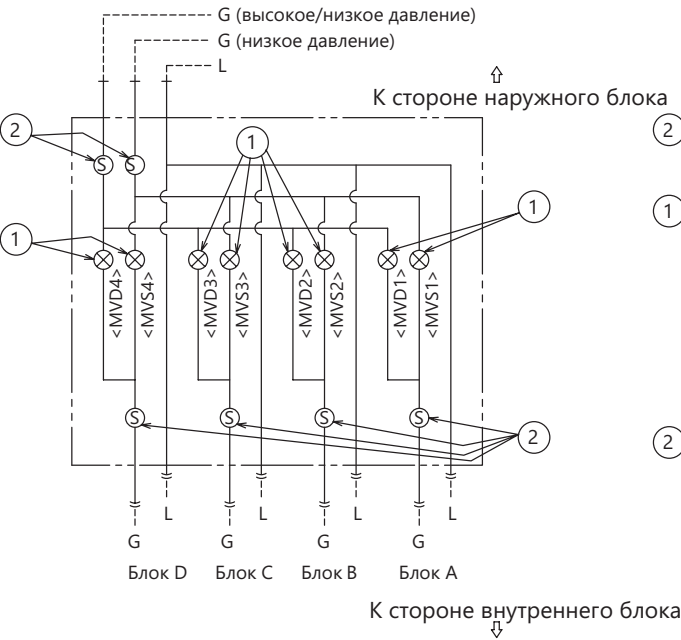 G (высокое/низкое давление)
G (низкое давление)
L
К стороне наружного блока
2
2
S
S
1
1
1
1
<MVD4>
<MVS4>
<MVD3>
<MVS3>
<MVD2>
<MVS2>
<MVD1>
<MVS1>
S
S
S
S
2
2
L
L
L
L
G
G
G
G
Блок D
Блок C
Блок B
Блок A
К стороне внутреннего блока